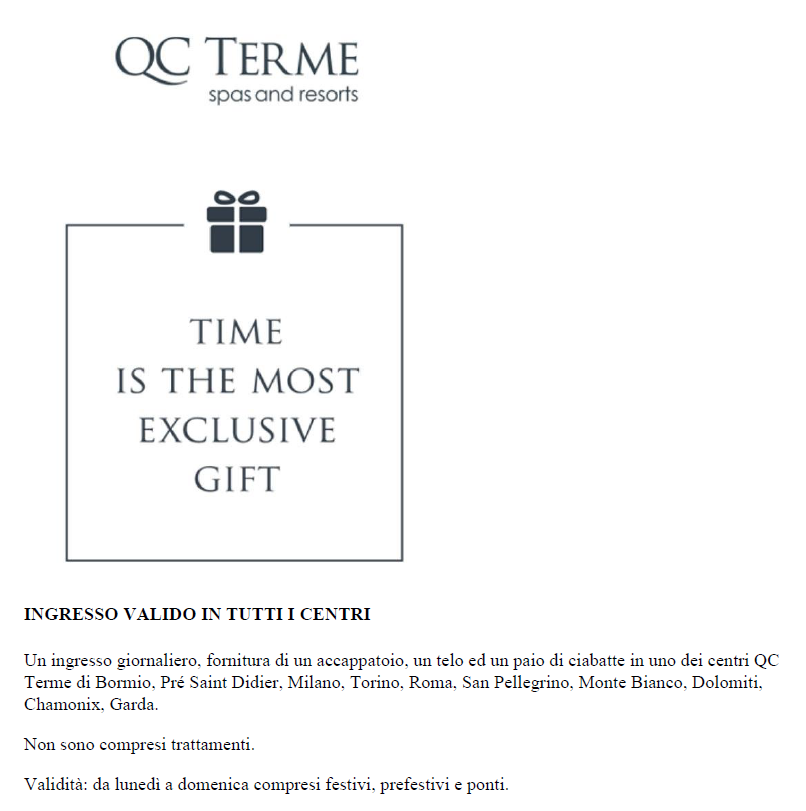 QC TERME
spas and resorts
TIME
IS THE MOST
EXCLUSIVE
GIFT
INGRESSO VALIDO IN TUTTI I CENTRI
Un ingresso giornaliero, fornitura di un accappatoio, un telo ed un paio di ciabatte in uno dei centri QC
Terme di Bormio, Pré Saint Didier, Milano, Torino, Roma, San Pellegrino, Monte Bianco, Dolomiti,
Chamonix, Garda.
Non sono compresi trattamenti.
Validità: da lunedì a domenica compresi festivi, prefestivi e ponti.